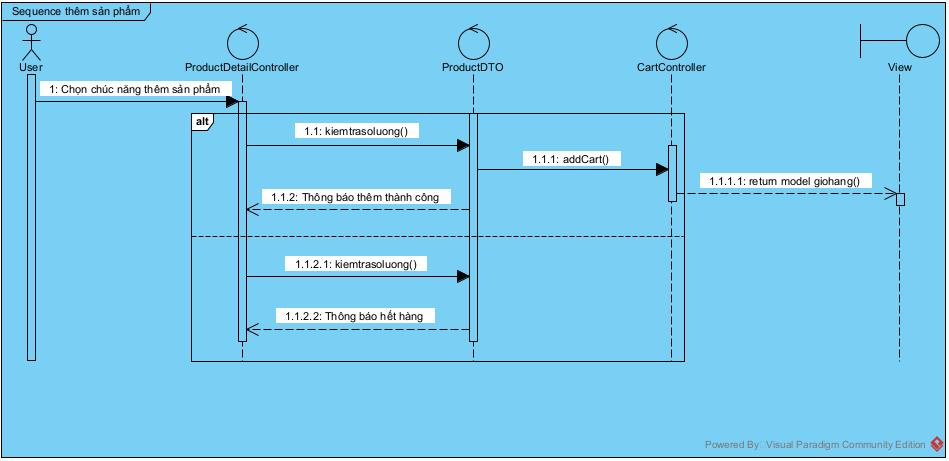 Sequence thêm sản phẩm
User
ProductDetailController
ProductDTO
CartController
View
1: Chọn chúc năng thêm sản phẩm
alt
1.1: kiemtrasoluong()
1.1.1: addCart()
1.1.1.1: return model giohang()
1.1.2: Thông báo thêm thành công
1.1.2.1: kiemtrasoluong()
1.1.2.2: Thông báo hết hàng
Powered By: Visual Paradigm Community Edition